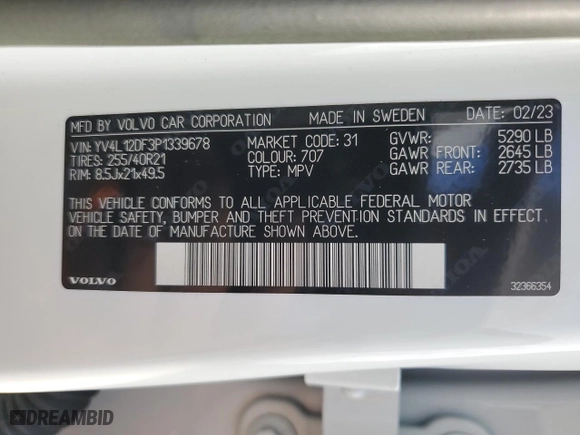 MFD BY VOLVO CAR CORPORATION MADE IN SWEDEN DATE: 02/23
VIN: YV4L12DF3P1339678 MARKET CODE: 31 GVWR: 5290 LB
TIRES: 255/40R21 COLOUR: 707 GAWR FRONT: 2645 LB
RIM: 8.5Jx21x49.5 TYPE: MPV GAWR REAR: 2735 LB
THIS VEHICLE CONFORMS TO ALL APPLICABLE FEDERAL MOTOR
VEHICLE SAFETY, BUMPER AND THEFT PREVENTION STANDARDS IN EFFECT
ON THE DATE OF MANUFACTURE SHOWN ABOVE.
VOLVO 32366354
DREAMBID